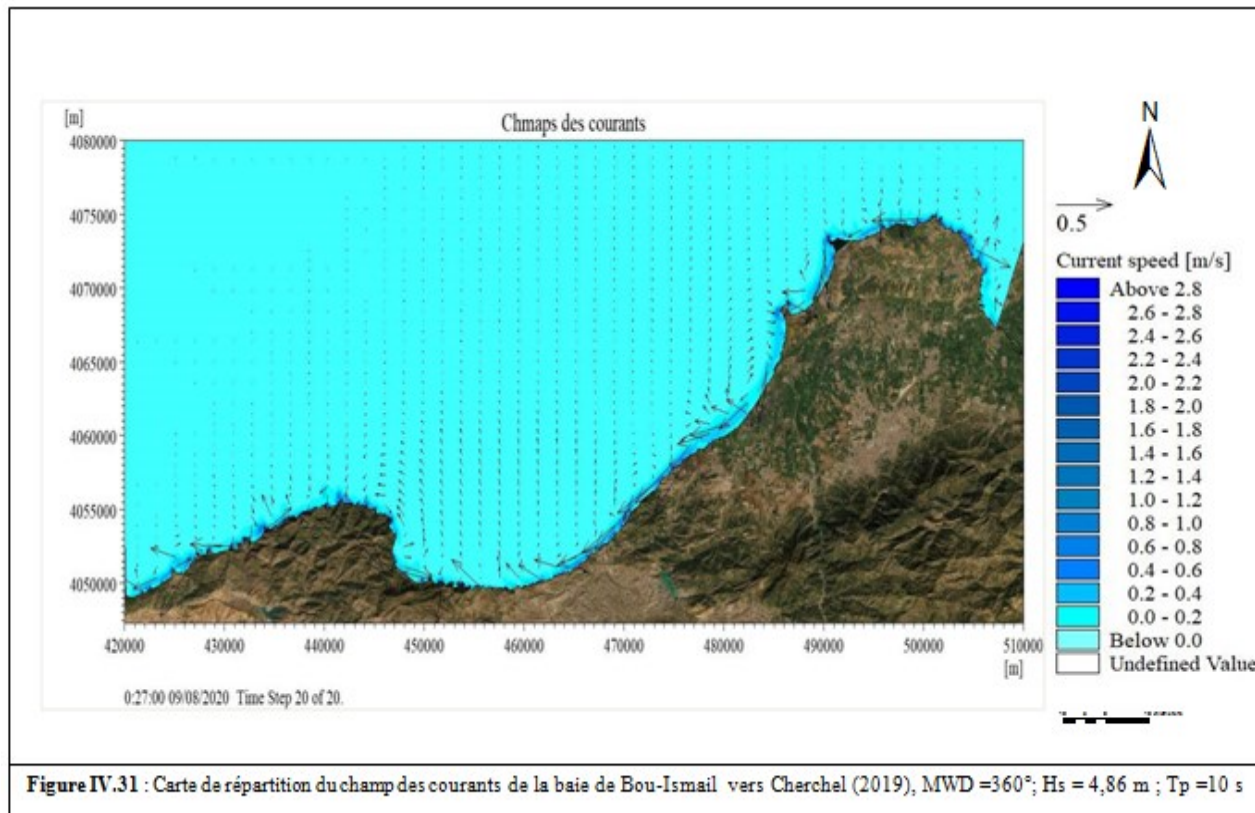 Chmaps des courants
[m]
4080000
4075000
4070000
4065000
4060000
4055000
4050000
420000 430000 440000 450000 460000 470000 480000 490000 500000 510000
[m]
0:27:00 09/08/2020 Time Step 20 of 20.
N
0.5
Current speed [m/s]
Above 2.8
2.6 - 2.8
2.4 - 2.6
2.2 - 2.4
2.0 - 2.2
1.8 - 2.0
1.6 - 1.8
1.4 - 1.6
1.2 - 1.4
1.0 - 1.2
0.8 - 1.0
0.6 - 0.8
0.4 - 0.6
0.2 - 0.4
0.0 - 0.2
Below 0.0
Undefined Value
Figure IV.31 : Carte de répartition du champ des courants de la baie de Bou-Ismail vers Cherchel (2019), MWD =360°; Hs = 4,86 m ; Tp =10 s